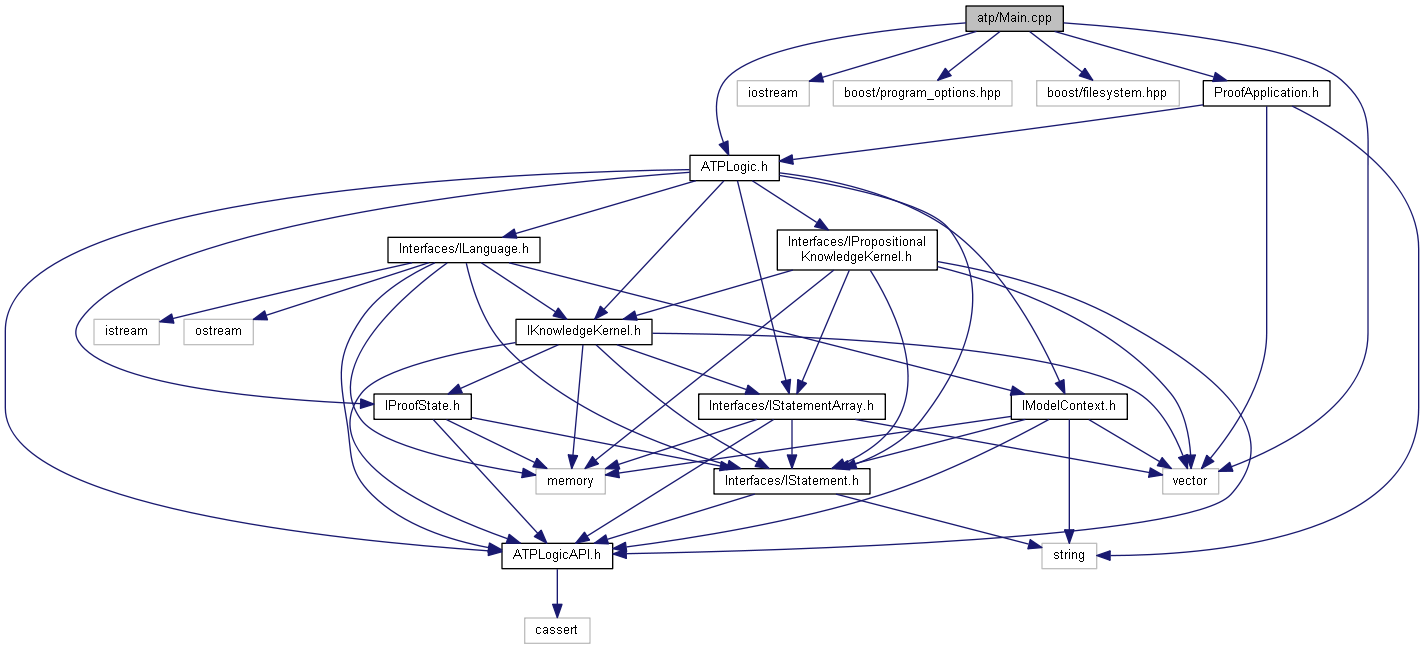 atp/Main.cpp
iostream
boost/program_options.hpp
boost/filesystem.hpp
ProofApplication.h
ATPLogic.h
Interfaces/ILanguage.h
Interfaces/IPropositional
KnowledgeKernel.h
istream
ostream
IKnowledgeKernel.h
IProofState.h
Interfaces/IStatementArray.h
IModelContext.h
memory
Interfaces/IStatement.h
vector
ATPLogicAPI.h
string
cassert